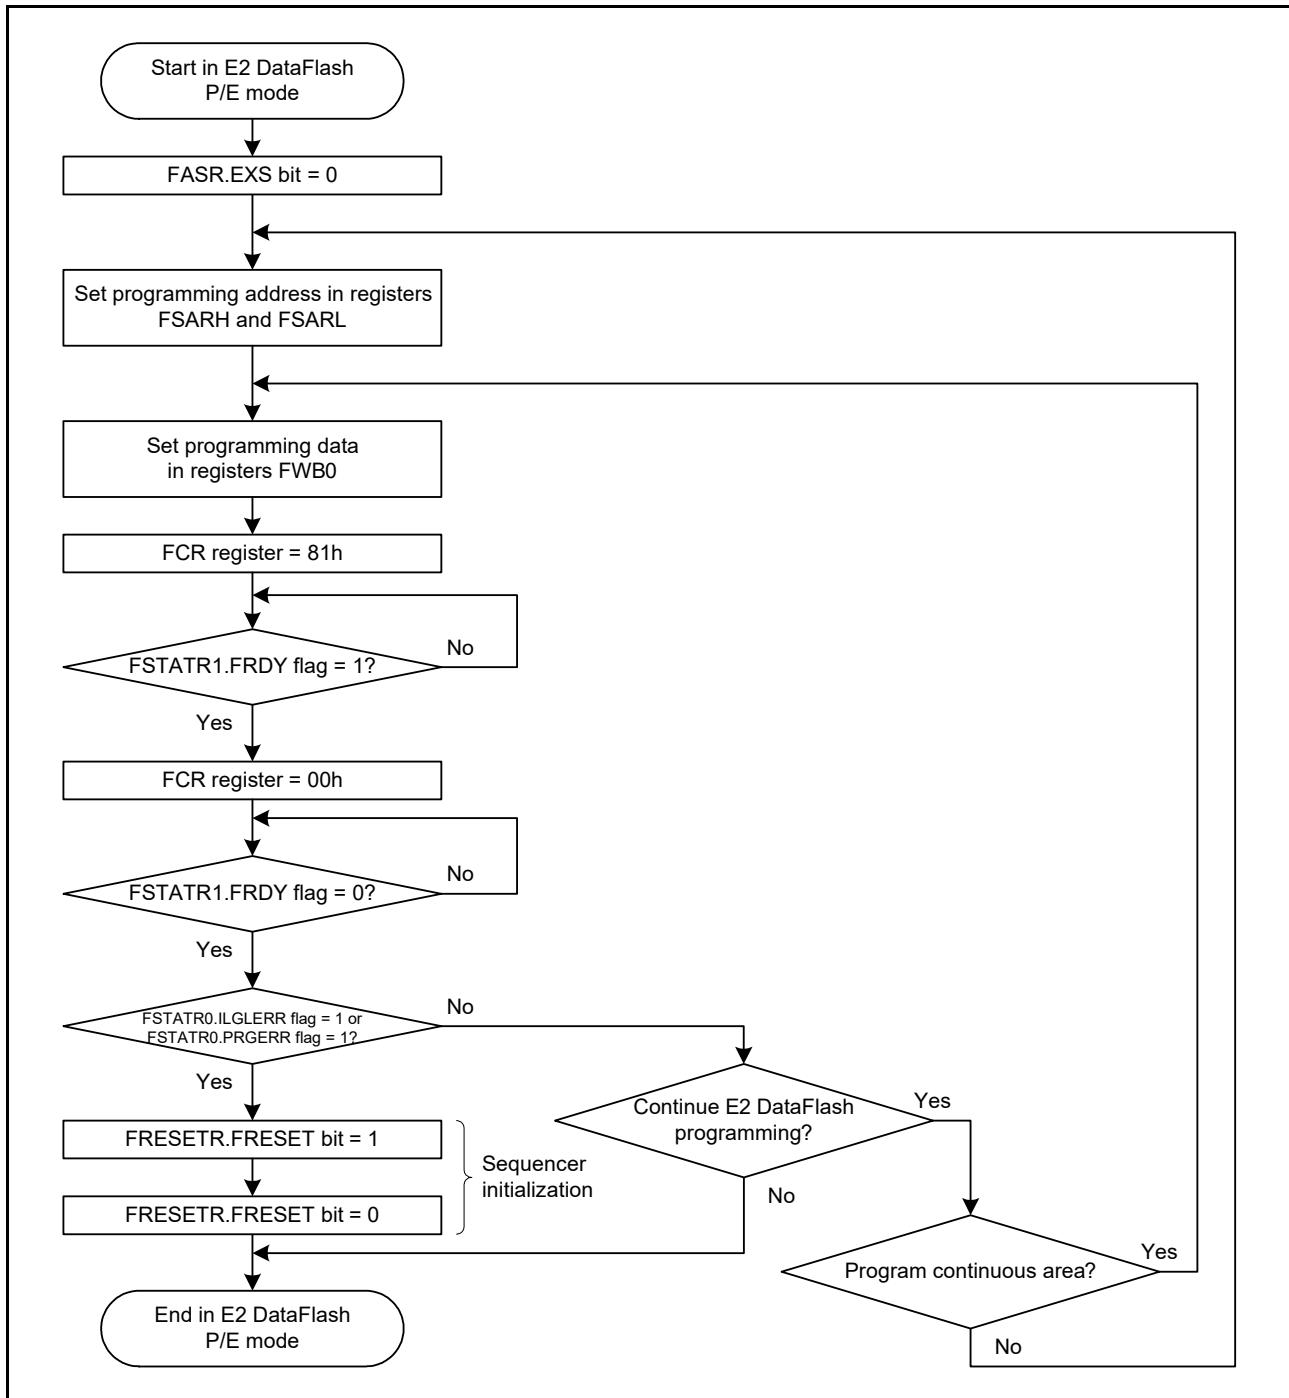 Start in E2 DataFlash
P/E mode
FASR.EXS bit = 0
Set programming address in registers
FSARH and FSARL
Set programming data
in registers FWB0
FCR register = 81h
FSTATR1.FRDY flag = 1?
No
Yes
FCR register = 00h
FSTATR1.FRDY flag = 0?
No
Yes
FSTATR0.ILGLERR flag = 1 or
FSTATR0.PRGERR flag = 1?
No
Yes
Continue E2 DataFlash
programming?
Yes
No
FRESETR.FRESET bit = 1
FRESETR.FRESET bit = 0
Sequencer
initialization
Program continuous area?
Yes
No
End in E2 DataFlash
P/E mode